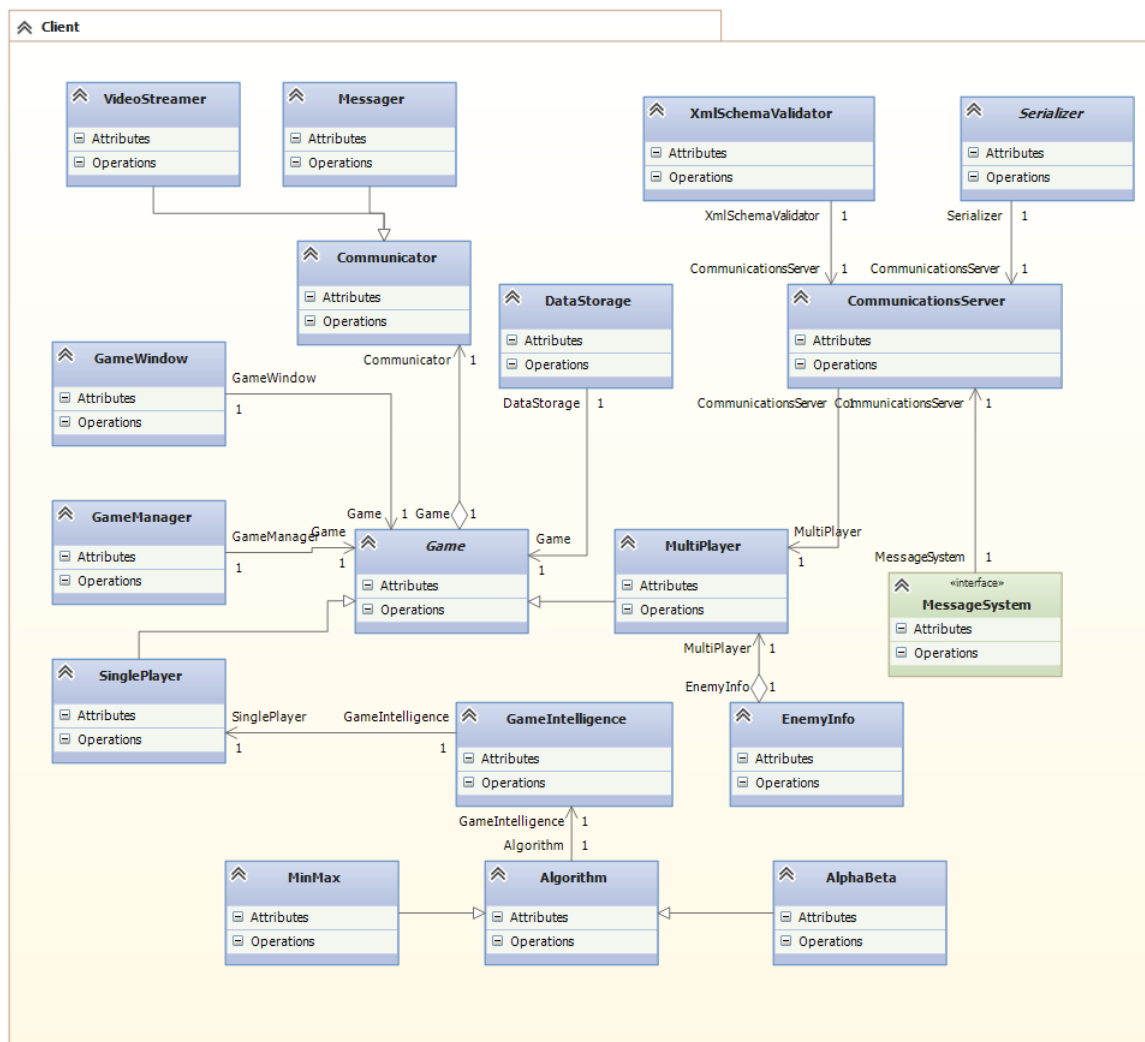 Client
VideoStreamer
Attributes
Operations
Messager
Attributes
Operations
XmlSchemaValidator
Attributes
Operations
Serializer
Attributes
Operations
XmlSchemaValidator 1
Serializer 1
Communicator
Attributes
Operations
CommunicationsServer 1
CommunicationsServer 1
DataStorage
Attributes
Operations
CommunicationsServer
Attributes
Operations
GameWindow
Attributes
Operations
Communicator 1
GameWindow
1
DataStorage 1
CommunicationsServer 1
CommunicationsServer 1
GameManager
Attributes
Operations
GameManager
1
Game
1
Game 1
Game 1
Game
Attributes
Operations
Game
1
MultiPlayer
Attributes
Operations
MultiPlayer
1
MessageSystem 1
«interface»
MessageSystem
Attributes
Operations
SinglePlayer
Attributes
Operations
SinglePlayer
1
GameIntelligence
1
GameIntelligence
Attributes
Operations
MultiPlayer 1
EnemyInfo 1
EnemyInfo
Attributes
Operations
GameIntelligence 1
Algorithm 1
MinMax
Attributes
Operations
Algorithm
Attributes
Operations
AlphaBeta
Attributes
Operations